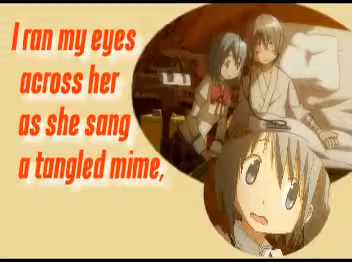 I ran my eyes
across her
as she sang
a tangled mime,